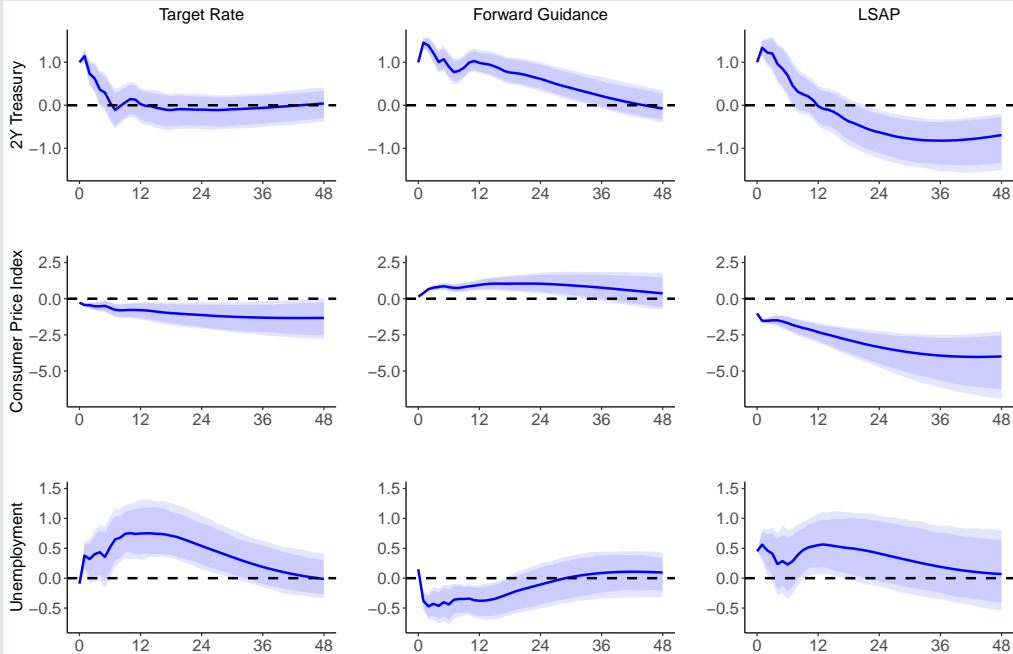 Target Rate Forward Guidance LSAP
2Y Treasury
1.0 0.0 −1.0
1.0 0.0 −1.0
1.0 0.0 −1.0
0 12 24 36 48 0 12 24 36 48 0 12 24 36 48
Consumer Price Index
2.5 0.0 −2.5 −5.0
2.5 0.0 −2.5 −5.0
2.5 0.0 −2.5 −5.0
0 12 24 36 48 0 12 24 36 48 0 12 24 36 48
Unemployment
1.5 1.0 0.5 0.0 −0.5
1.5 1.0 0.5 0.0 −0.5
1.5 1.0 0.5 0.0 −0.5
0 12 24 36 48 0 12 24 36 48 0 12 24 36 48